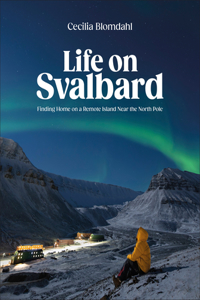 Cecilia Blomdahl
Life on
Svalbard
Finding Home on a Remote Island Near the North Pole